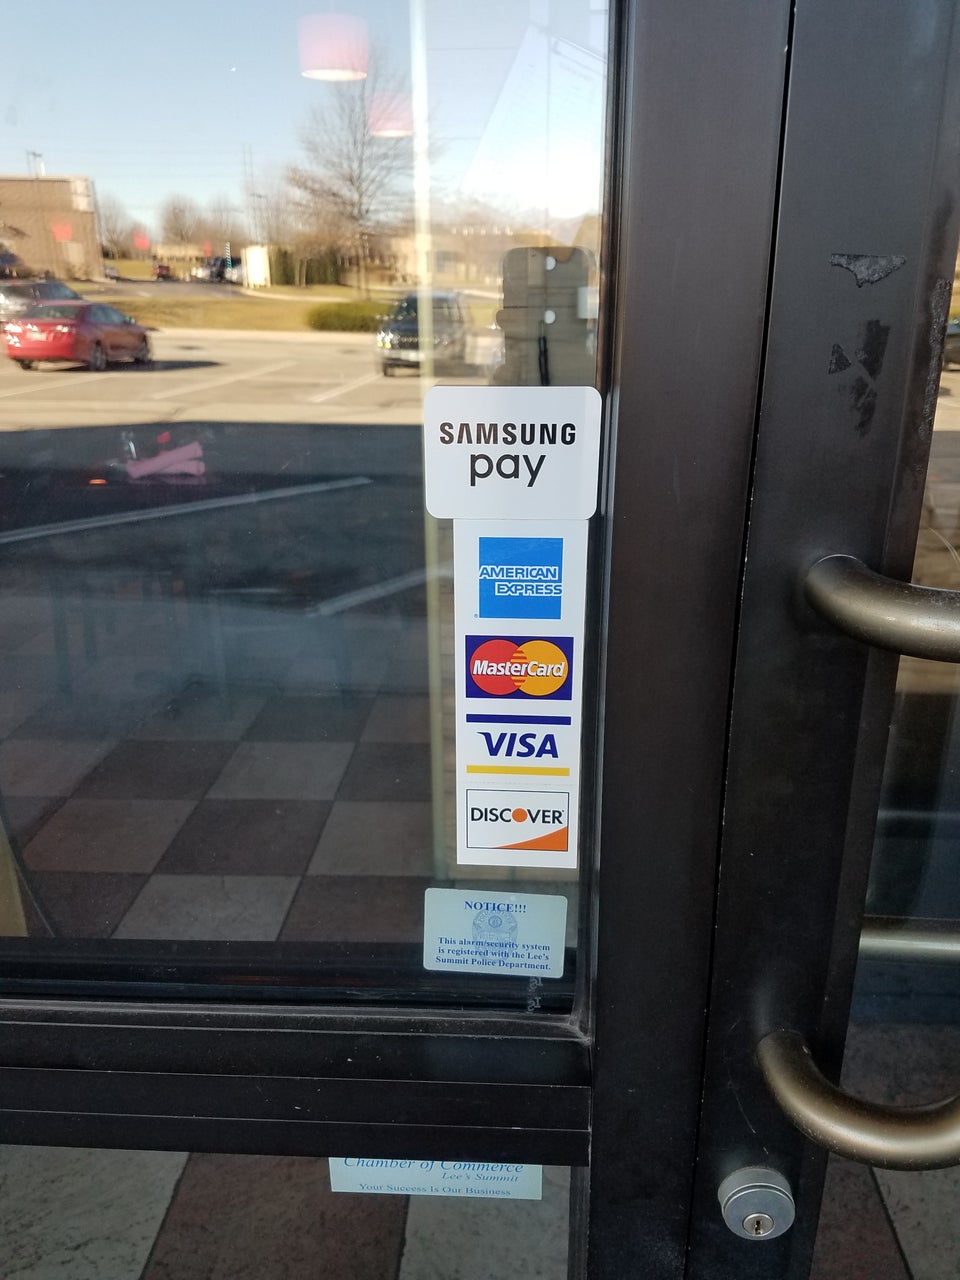 SAMSUNG
pay
AMERICAN
EXPRESS
MasterCard
VISA
DISCOVER
NOTICE!!!
This alarm/security system
is registered with the Lee's
Summit Police Department.
Chamber of Commerce
Lee's Summit
Your Success Is Our Business